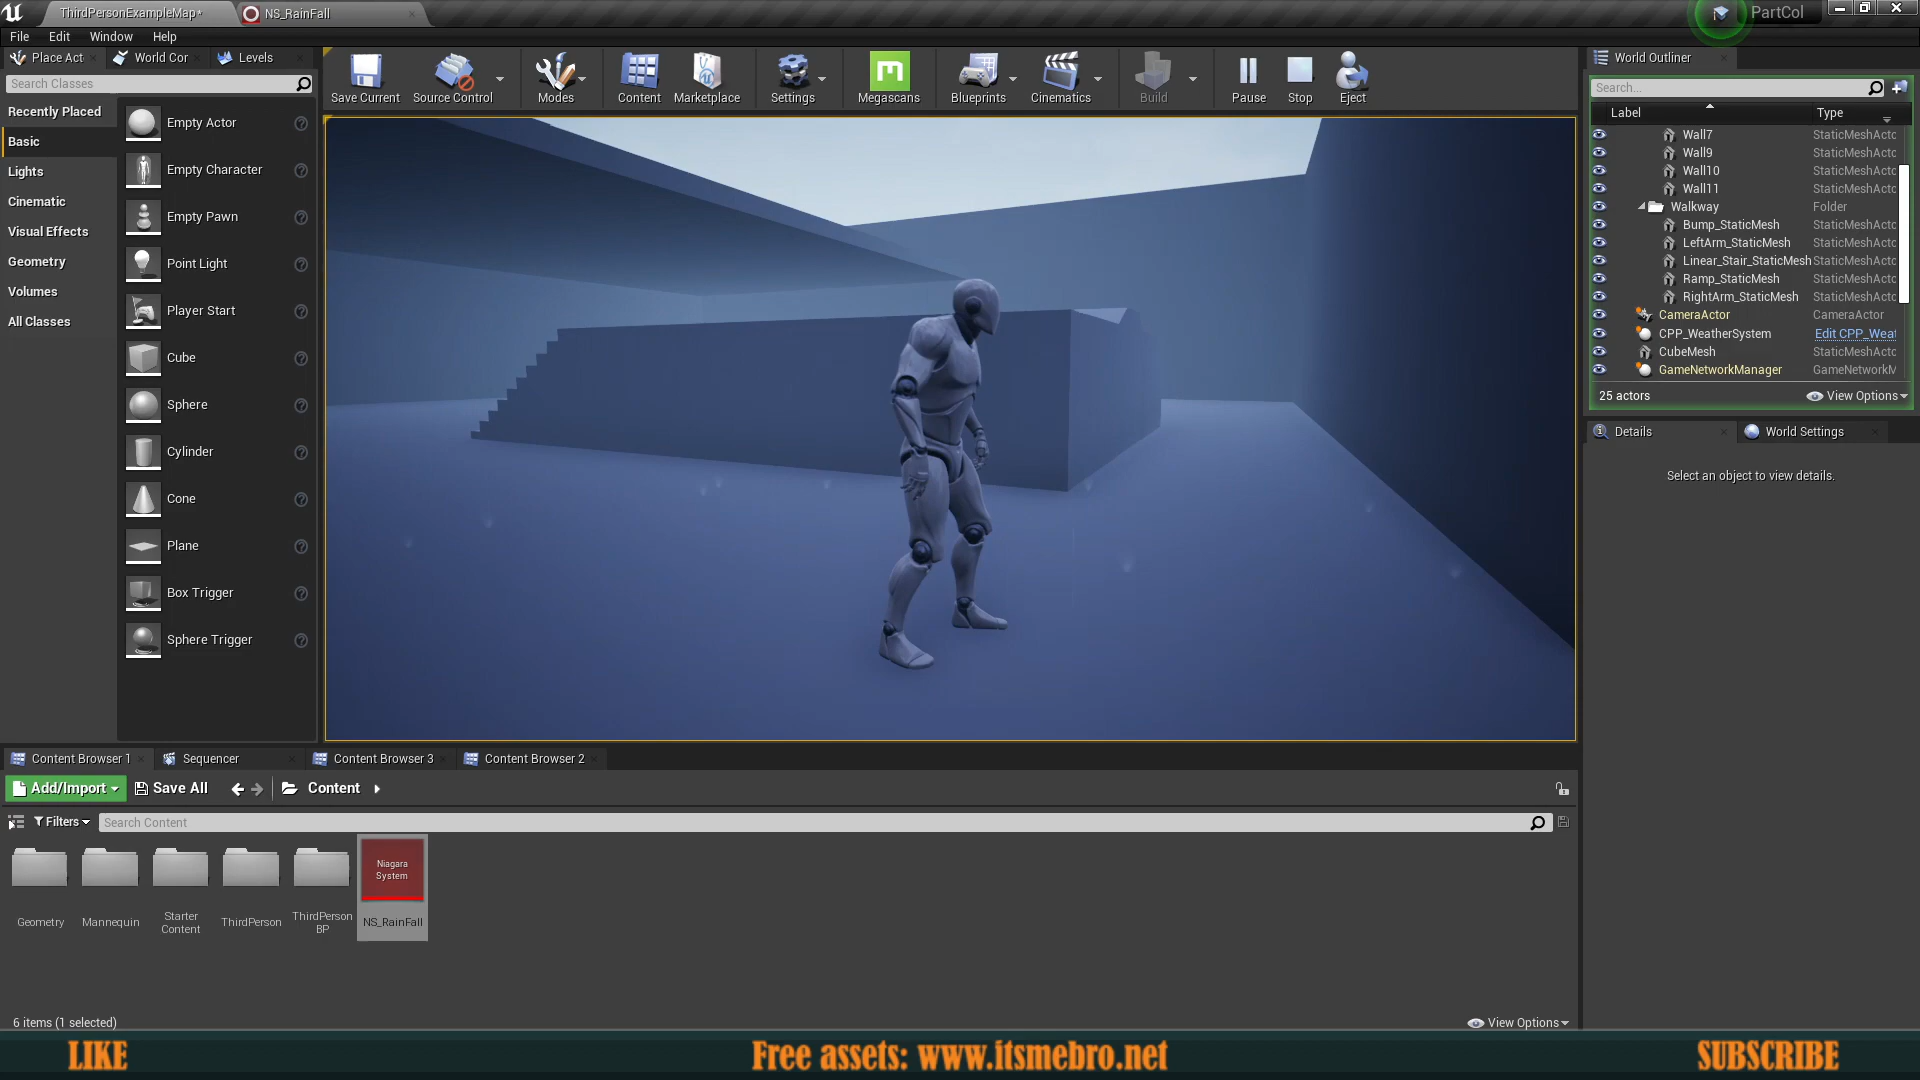 ThirdPersonExampleMap*
NS_RainFall
PartCol
File Edit Window Help
Place Act
World Cor
Levels
Search Classes
Recently Placed
Basic
Lights
Cinematic
Visual Effects
Geometry
Volumes
All Classes
Empty Actor
Empty Character
Empty Pawn
Point Light
Player Start
Cube
Sphere
Cylinder
Cone
Plane
Box Trigger
Sphere Trigger
Save Current
Source Control
Modes
Content
Marketplace
Settings
Megascans
Blueprints
Cinematics
Build
Pause
Stop
Eject
World Outliner
Search...
Label Type
Wall7 StaticMeshActo
Wall9 StaticMeshActo
Wall10 StaticMeshActo
Wall11 StaticMeshActo
Walkway Folder
Bump_StaticMesh StaticMeshActo
LeftArm_StaticMesh StaticMeshActo
Linear_Stair_StaticMesh StaticMeshActo
Ramp_StaticMesh StaticMeshActo
RightArm_StaticMesh StaticMeshActo
CameraActor CameraActor
CPP_WeatherSystem Edit CPP_Weat
CubeMesh StaticMeshActo
GameNetworkManager GameNetworkM
25 actors View Options
Details
World Settings
Select an object to view details.
Content Browser 1
Sequencer
Content Browser 3
Content Browser 2
Add/Import
Save All
Content
Filters
Search Content
Geometry
Mannequin
Starter
Content
ThirdPerson
ThirdPerson
BP
Niagara
System
NS_RainFall
6 items (1 selected)
View Options
LIKE
Free assets: www.itsmebro.net
SUBSCRIBE